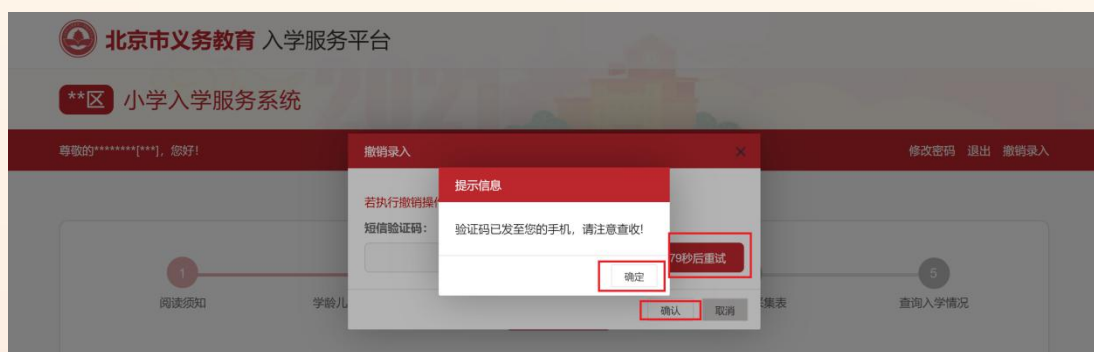 北京市义务教育 入学服务平台
**区 小学入学服务系统
尊敬的********[***]，您好!
修改密码 退出 撤销录入
撤销录入
×
提示信息
若执行撤销操作
短信验证码：
验证码已发至您的手机，请注意查收!
79秒后重试
确定
确认 取消
1
阅读须知
学龄儿
集表
5
查询入学情况